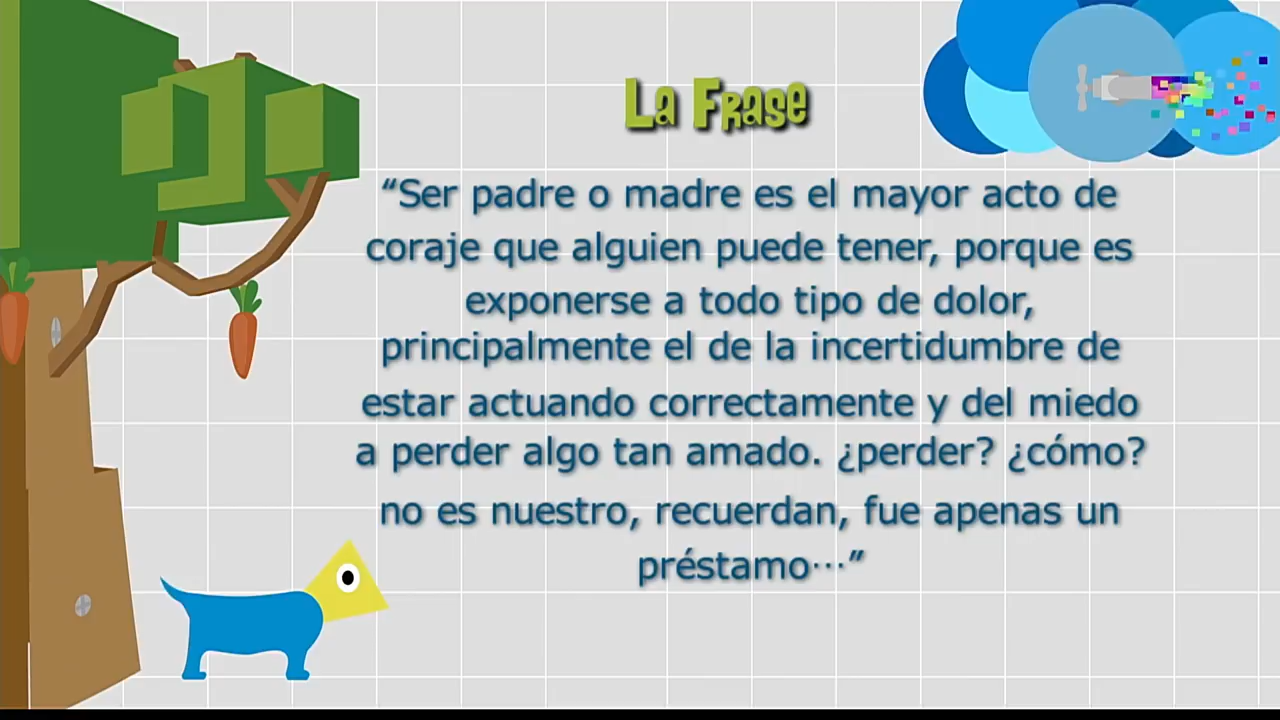 La Frase
“Ser padre o madre es el mayor acto de
coraje que alguien puede tener, porque es
exponerse a todo tipo de dolor,
principalmente el de la incertidumbre de
estar actuando correctamente y del miedo
a perder algo tan amado. ¿perder? ¿cómo?
no es nuestro, recuerdan, fue apenas un
préstamo…”